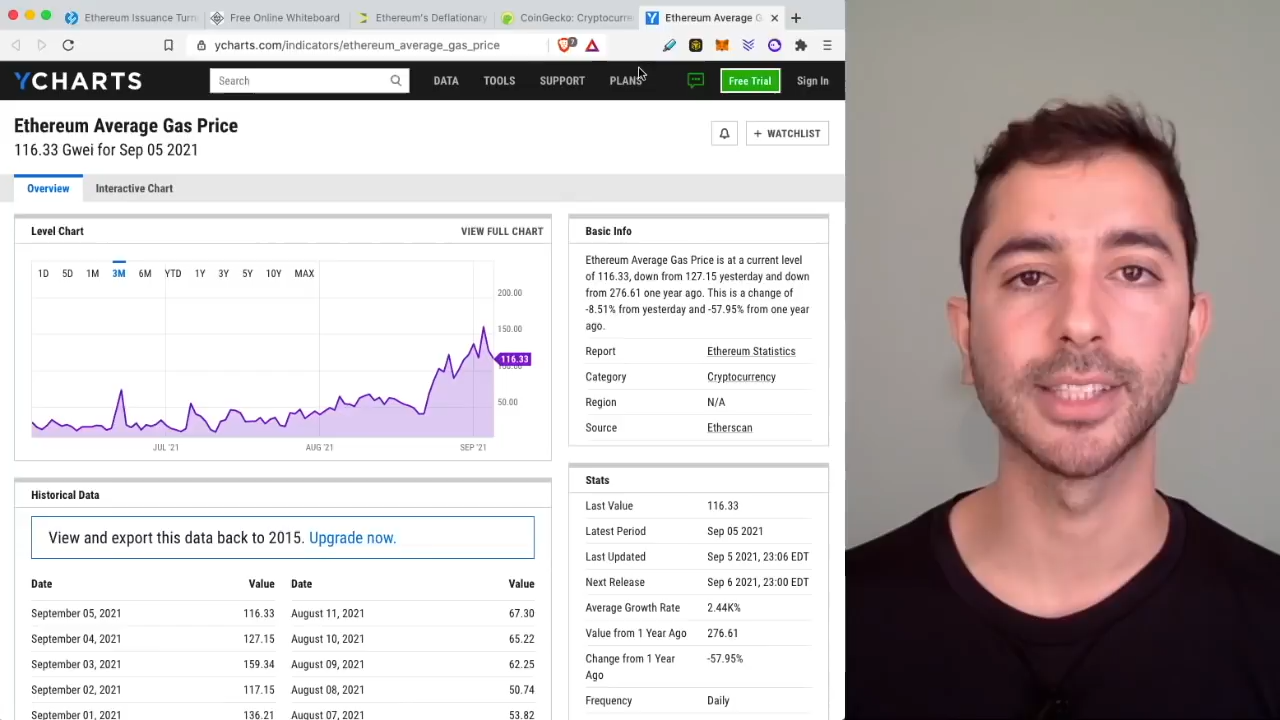 Ethereum Issuance Turn
Free Online Whiteboard
Ethereum's Deflationary
CoinGecko: Cryptocurre
Ethereum Average G
ycharts.com/indicators/ethereum_average_gas_price
7
YCHARTS
Search
DATA
TOOLS
SUPPORT
PLANS
Free Trial
Sign In
Ethereum Average Gas Price
116.33 Gwei for Sep 05 2021
+ WATCHLIST
Overview
Interactive Chart
Level Chart
VIEW FULL CHART
1D 5D 1M 3M 6M YTD 1Y 3Y 5Y 10Y MAX
200.00
150.00
116.33
100.00
50.00
JUL '21
AUG '21
SEP '21
Basic Info
Ethereum Average Gas Price is at a current level
of 116.33, down from 127.15 yesterday and down
from 276.61 one year ago. This is a change of
-8.51% from yesterday and -57.95% from one year
ago.
Report Ethereum Statistics
Category Cryptocurrency
Region N/A
Source Etherscan
Historical Data
View and export this data back to 2015. Upgrade now.
Date Value Date Value
September 05, 2021 116.33 August 11, 2021 67.30
September 04, 2021 127.15 August 10, 2021 65.22
September 03, 2021 159.34 August 09, 2021 62.25
September 02, 2021 117.15 August 08, 2021 50.74
September 01, 2021 136.21 August 07, 2021 53.82
Stats
Last Value 116.33
Latest Period Sep 05 2021
Last Updated Sep 5 2021, 23:06 EDT
Next Release Sep 6 2021, 23:00 EDT
Average Growth Rate 2.44K%
Value from 1 Year Ago 276.61
Change from 1 Year -57.95%
Ago
Frequency Daily